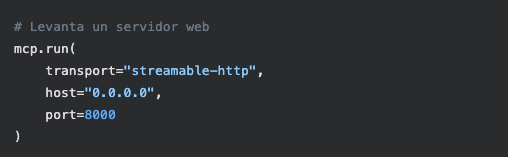 # Levanta un servidor web
mcp.run(
    transport="streamable-http",
    host="0.0.0.0",
    port=8000
)